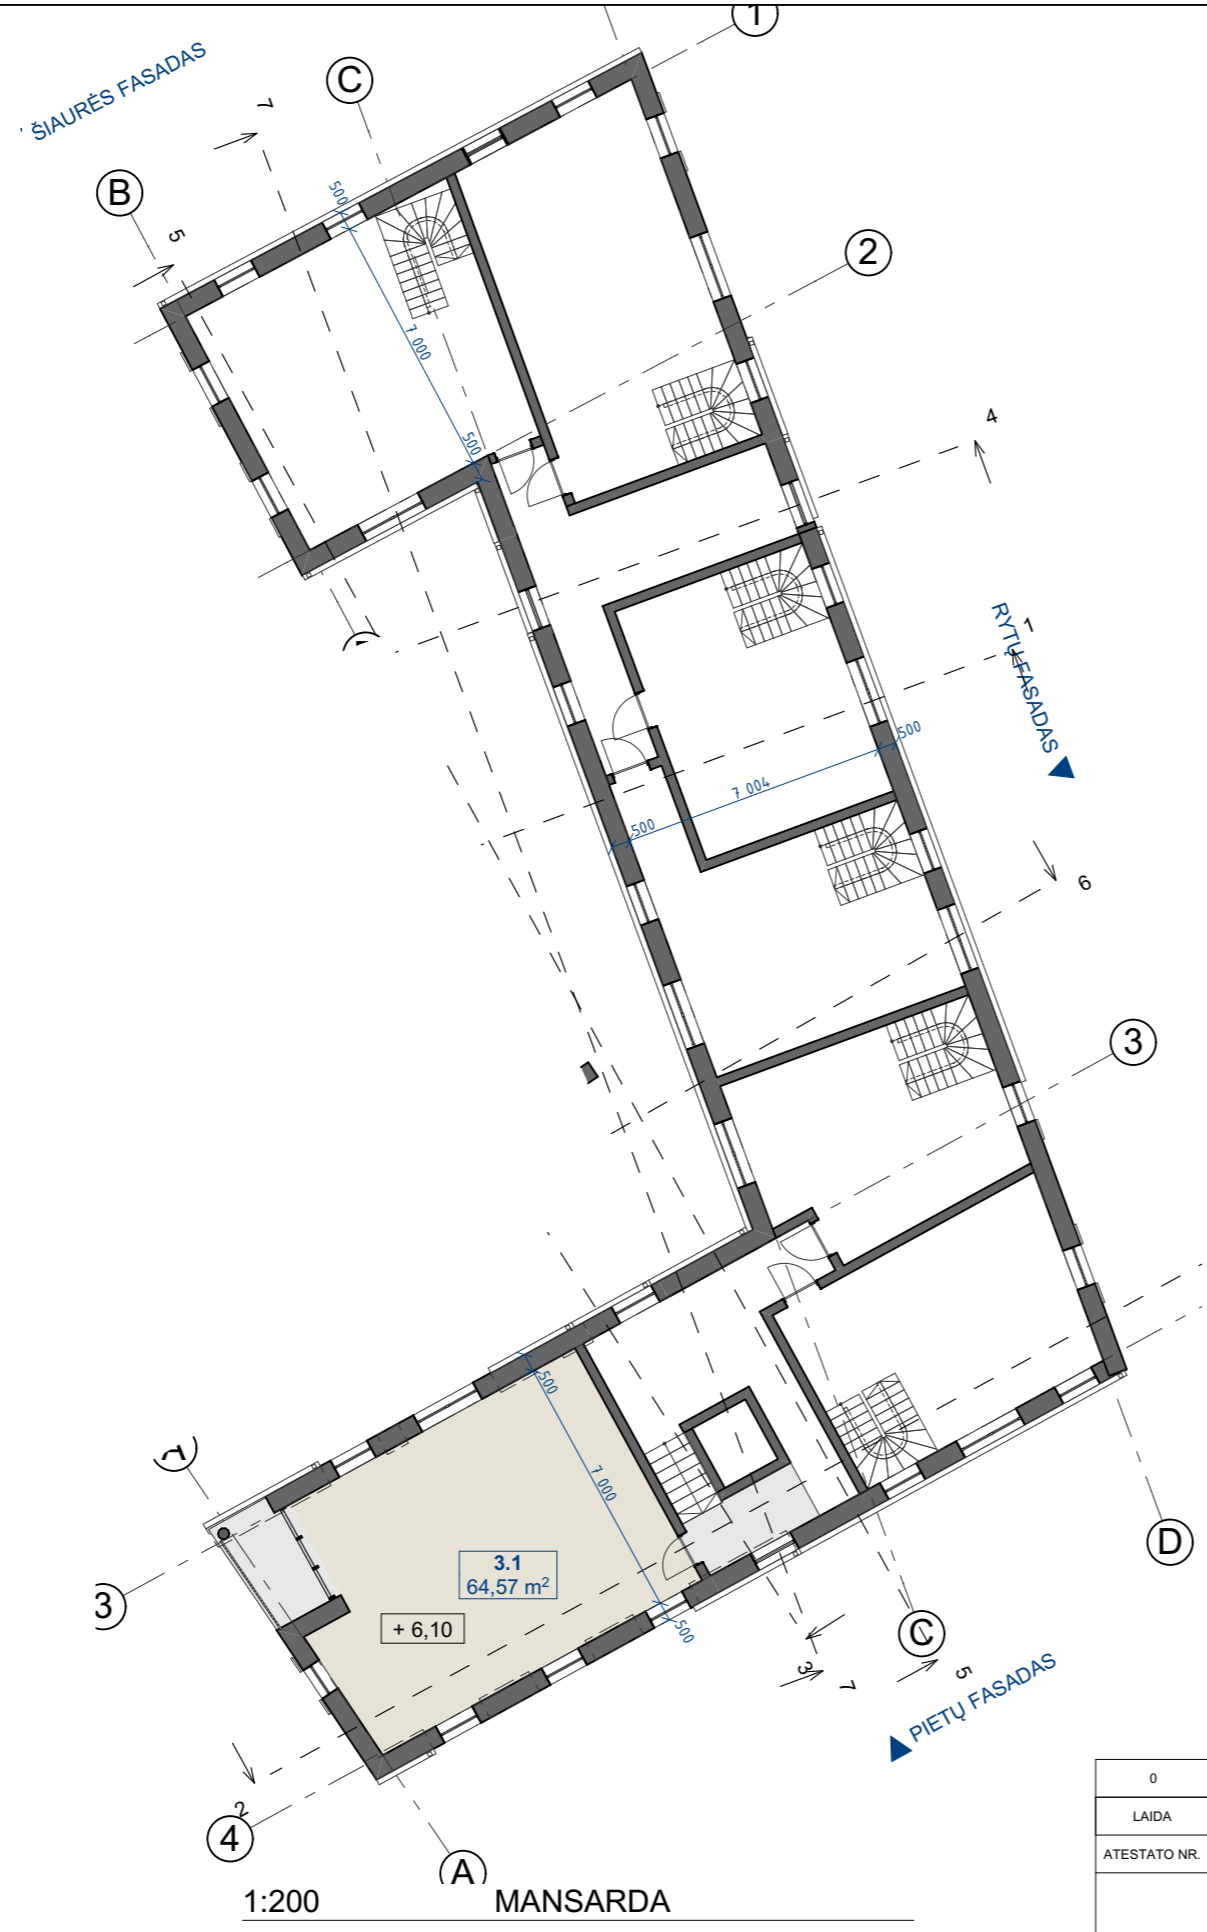 1
ŠIAURĖS FASADAS
C
7
B
5
500
2
7 000
500
4
RYTŲ FASADAS
1
500
7 004
500
6
3
500
7 000
3.1
64,57 m²
+ 6,10
500
D
3
C
3
7
5
PIETŲ FASADAS
2
4
A
0
LAIDA
ATESTATO NR.
1:200 MANSARDA